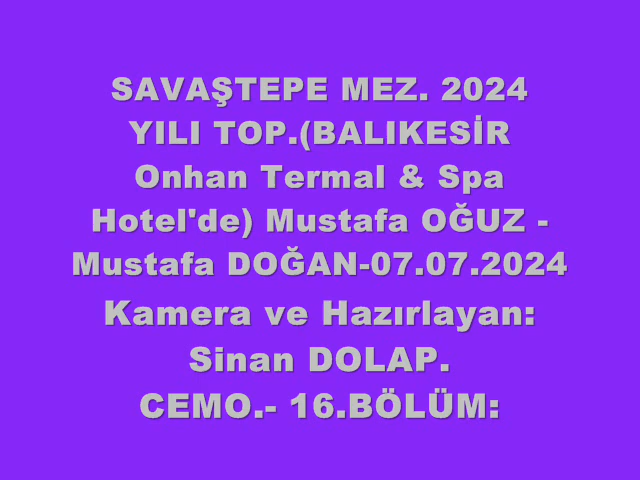 SAVAŞTEPE MEZ. 2024
YILI TOP.(BALIKESİR
Onhan Termal & Spa
Hotel'de) Mustafa OĞUZ -
Mustafa DOĞAN-07.07.2024
Kamera ve Hazırlayan:
Sinan DOLAP.
CEMO.- 16.BÖLÜM: